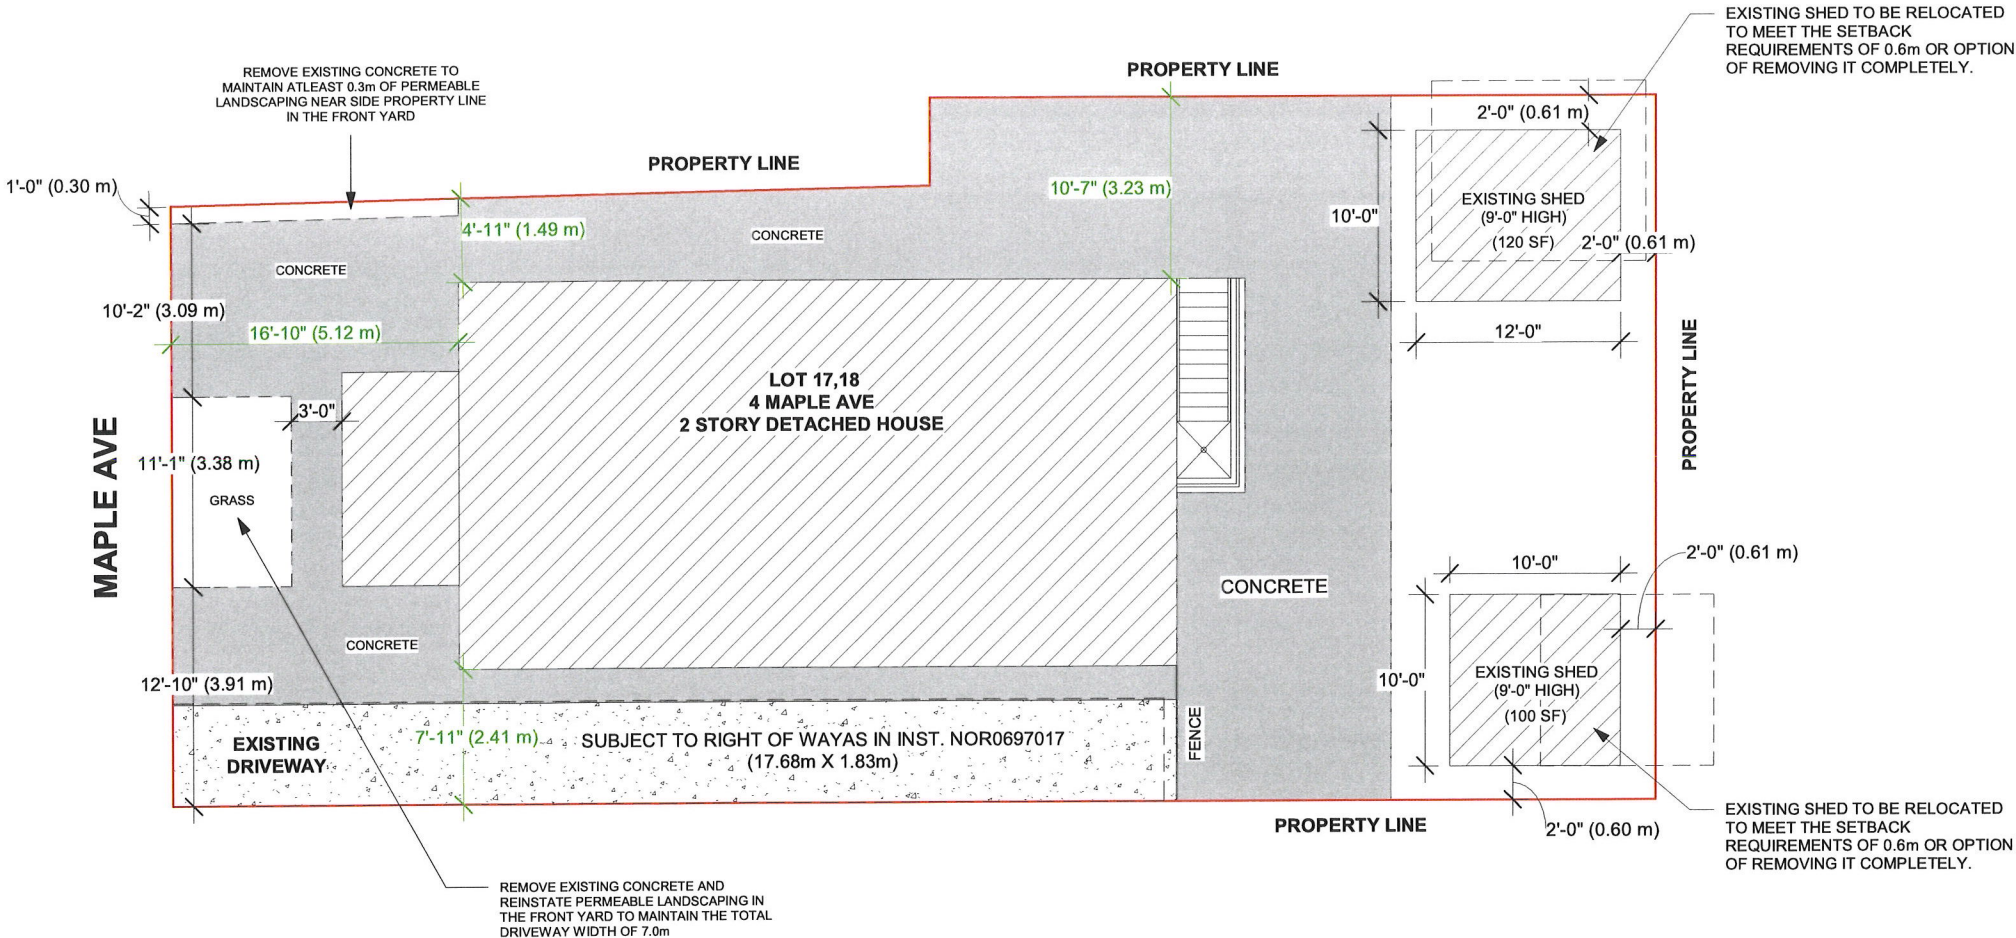 EXISTING SHED TO BE RELOCATED
TO MEET THE SETBACK
REQUIREMENTS OF 0.6m OR OPTION
OF REMOVING IT COMPLETELY.
REMOVE EXISTING CONCRETE TO
MAINTAIN ATLEAST 0.3m OF PERMEABLE
LANDSCAPING NEAR SIDE PROPERTY LINE
IN THE FRONT YARD
PROPERTY LINE
2'-0" (0.61 m)
PROPERTY LINE
1'-0" (0.30 m)
10'-7" (3.23 m)
10'-0"
EXISTING SHED
(9'-0" HIGH)
(120 SF)
2'-0" (0.61 m)
4'-11" (1.49 m)
CONCRETE
CONCRETE
10'-2" (3.09 m)
16'-10" (5.12 m)
12'-0"
PROPERTY LINE
LOT 17,18
4 MAPLE AVE
2 STORY DETACHED HOUSE
3'-0"
MAPLE AVE
11'-1" (3.38 m)
GRASS
2'-0" (0.61 m)
10'-0"
CONCRETE
CONCRETE
10'-0"
EXISTING SHED
(9'-0" HIGH)
(100 SF)
12'-10" (3.91 m)
EXISTING
DRIVEWAY
7'-11" (2.41 m)
SUBJECT TO RIGHT OF WAYAS IN INST. NOR0697017
(17.68m X 1.83m)
FENCE
PROPERTY LINE
2'-0" (0.60 m)
EXISTING SHED TO BE RELOCATED
TO MEET THE SETBACK
REQUIREMENTS OF 0.6m OR OPTION
OF REMOVING IT COMPLETELY.
REMOVE EXISTING CONCRETE AND
REINSTATE PERMEABLE LANDSCAPING IN
THE FRONT YARD TO MAINTAIN THE TOTAL
DRIVEWAY WIDTH OF 7.0m